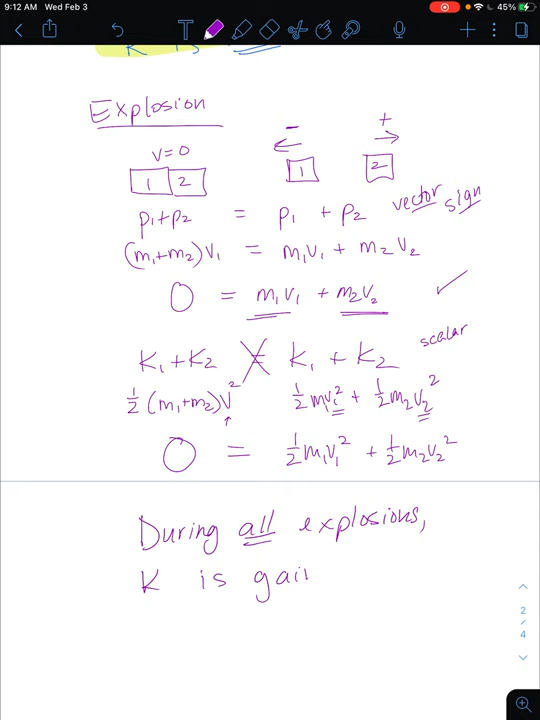 9:12 AM Wed Feb 3
45%
T
K is
Explosion
v=0
- +
1 2
1 2
p₁+p₂ = p₁ + p₂ vector sign
(m₁+m₂)v₁ = m₁v₁ + m₂v₂
0 = m₁v₁ + m₂v₂ ✓
scalar
K₁+K₂ = K₁ + K₂
½(m₁+m₂)v² ½m₁v₁² + ½m₂v₂²
0 = ½m₁v₁² + ½m₂v₂²
During all explosions,
K is gai
2
/
4